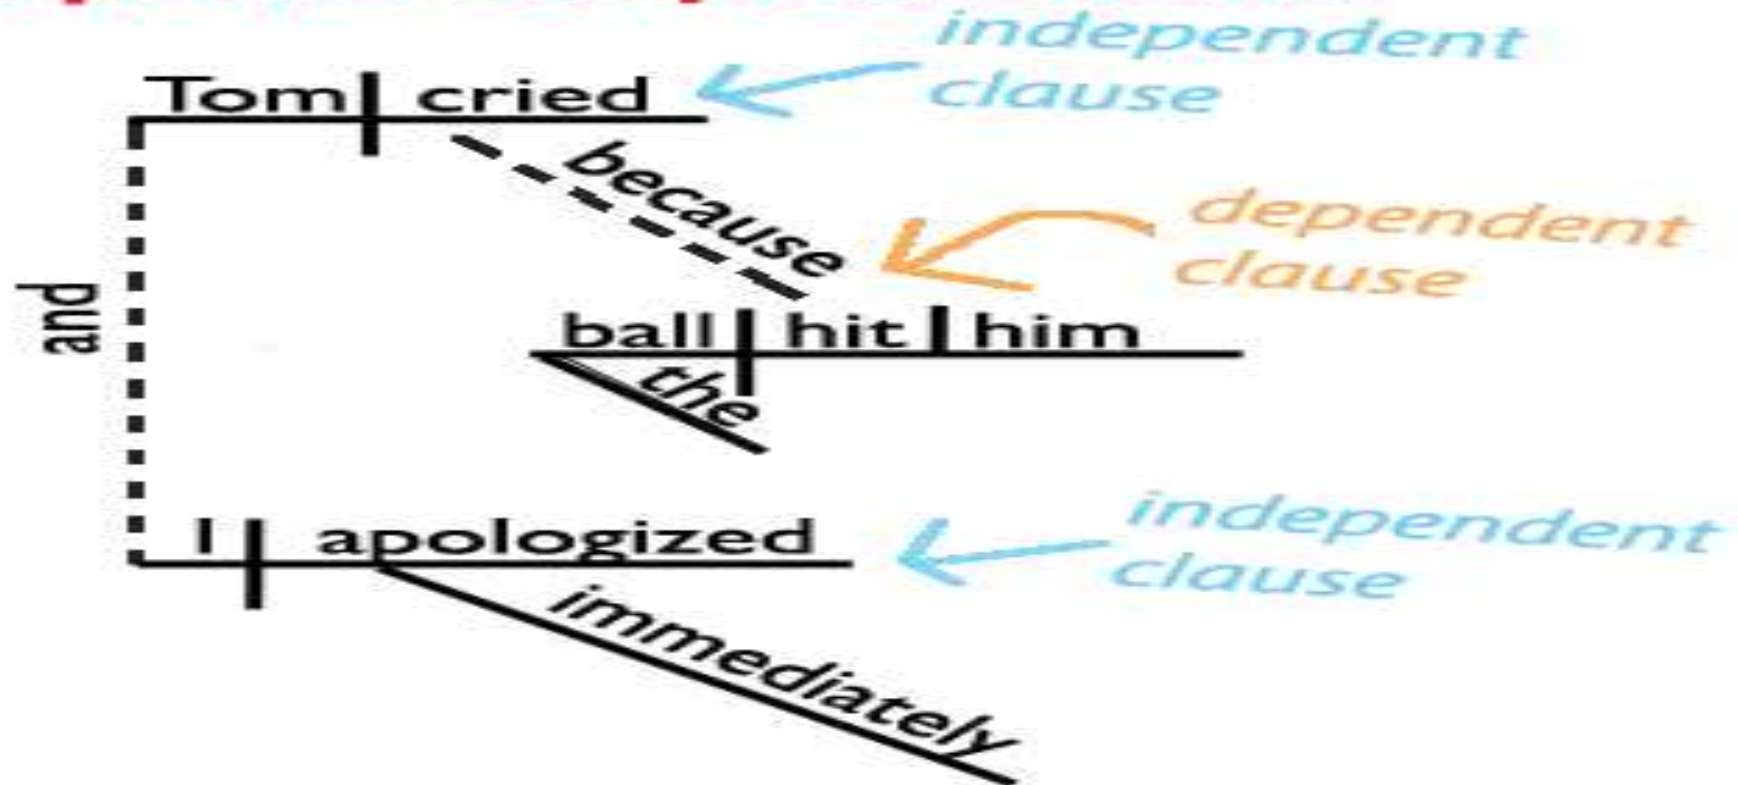 independent
clause
Tom cried
because
dependent
clause
and
ball hit him
the
independent
clause
I apologized
immediately